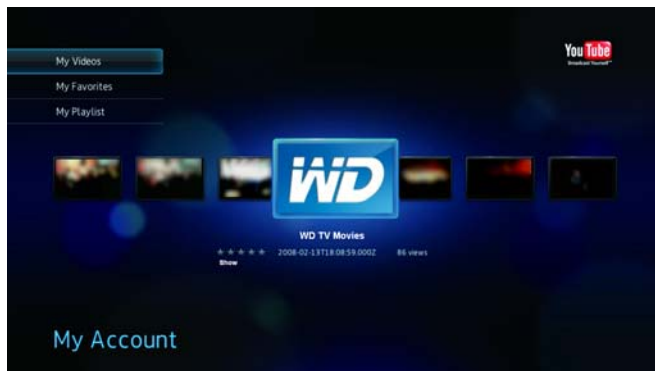 My Videos
My Favorites
My Playlist
You Tube
Broadcast Yourself™
WD
WD TV Movies
2008-02-13T18:08:59.000Z 86 views
Show
My Account